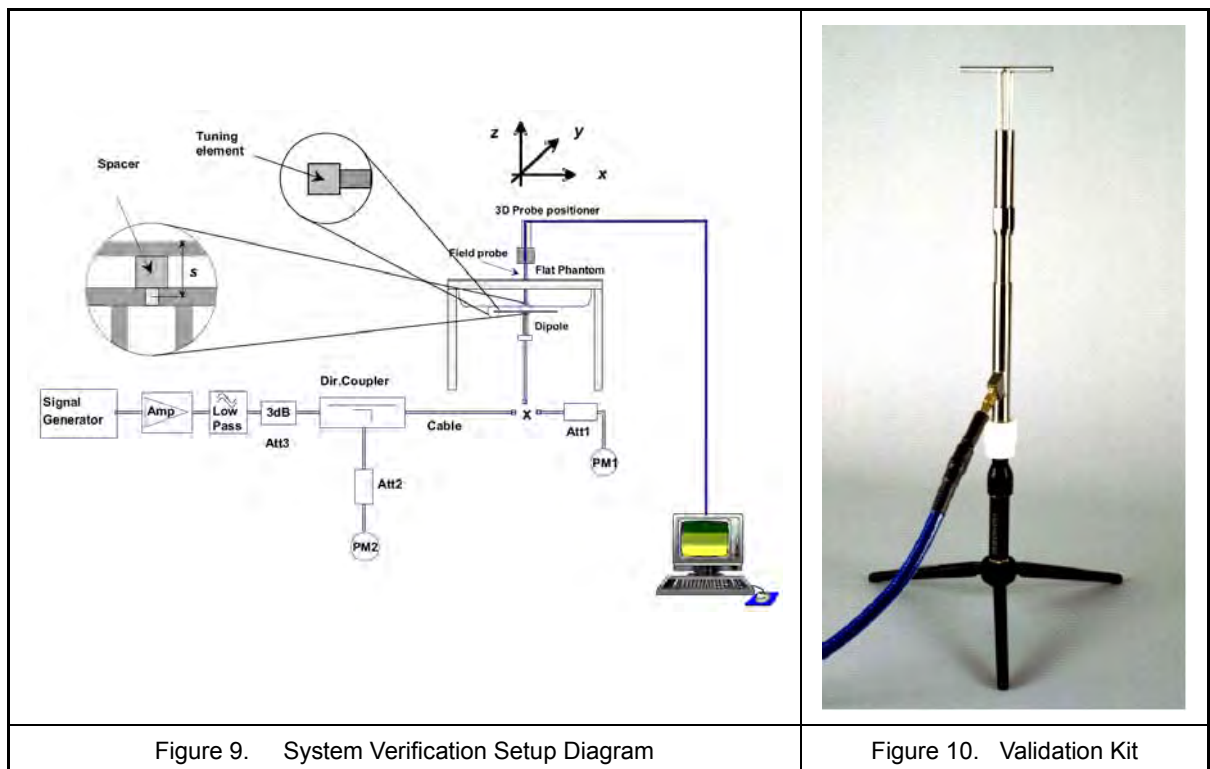 Tuning
element
Spacer
s
z
y
x
3D Probe positioner
Field probe
Flat Phantom
Dipole
Signal
Generator
Amp
Low
Pass
3dB
Att3
Dir.Coupler
Cable
x
Att1
PM1
Att2
PM2
Figure 9. System Verification Setup Diagram
Figure 10. Validation Kit